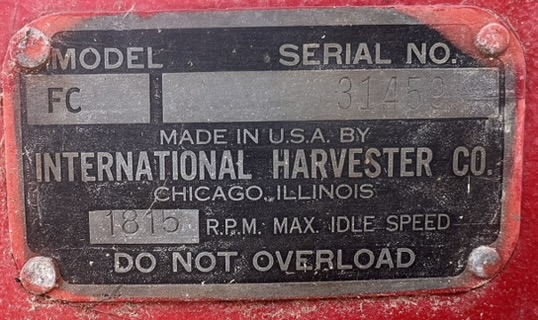 MODEL SERIAL NO.
FC
MADE IN U.S.A. BY
INTERNATIONAL HARVESTER CO.
CHICAGO, ILLINOIS
1815 R.P.M. MAX. IDLE SPEED
DO NOT OVERLOAD